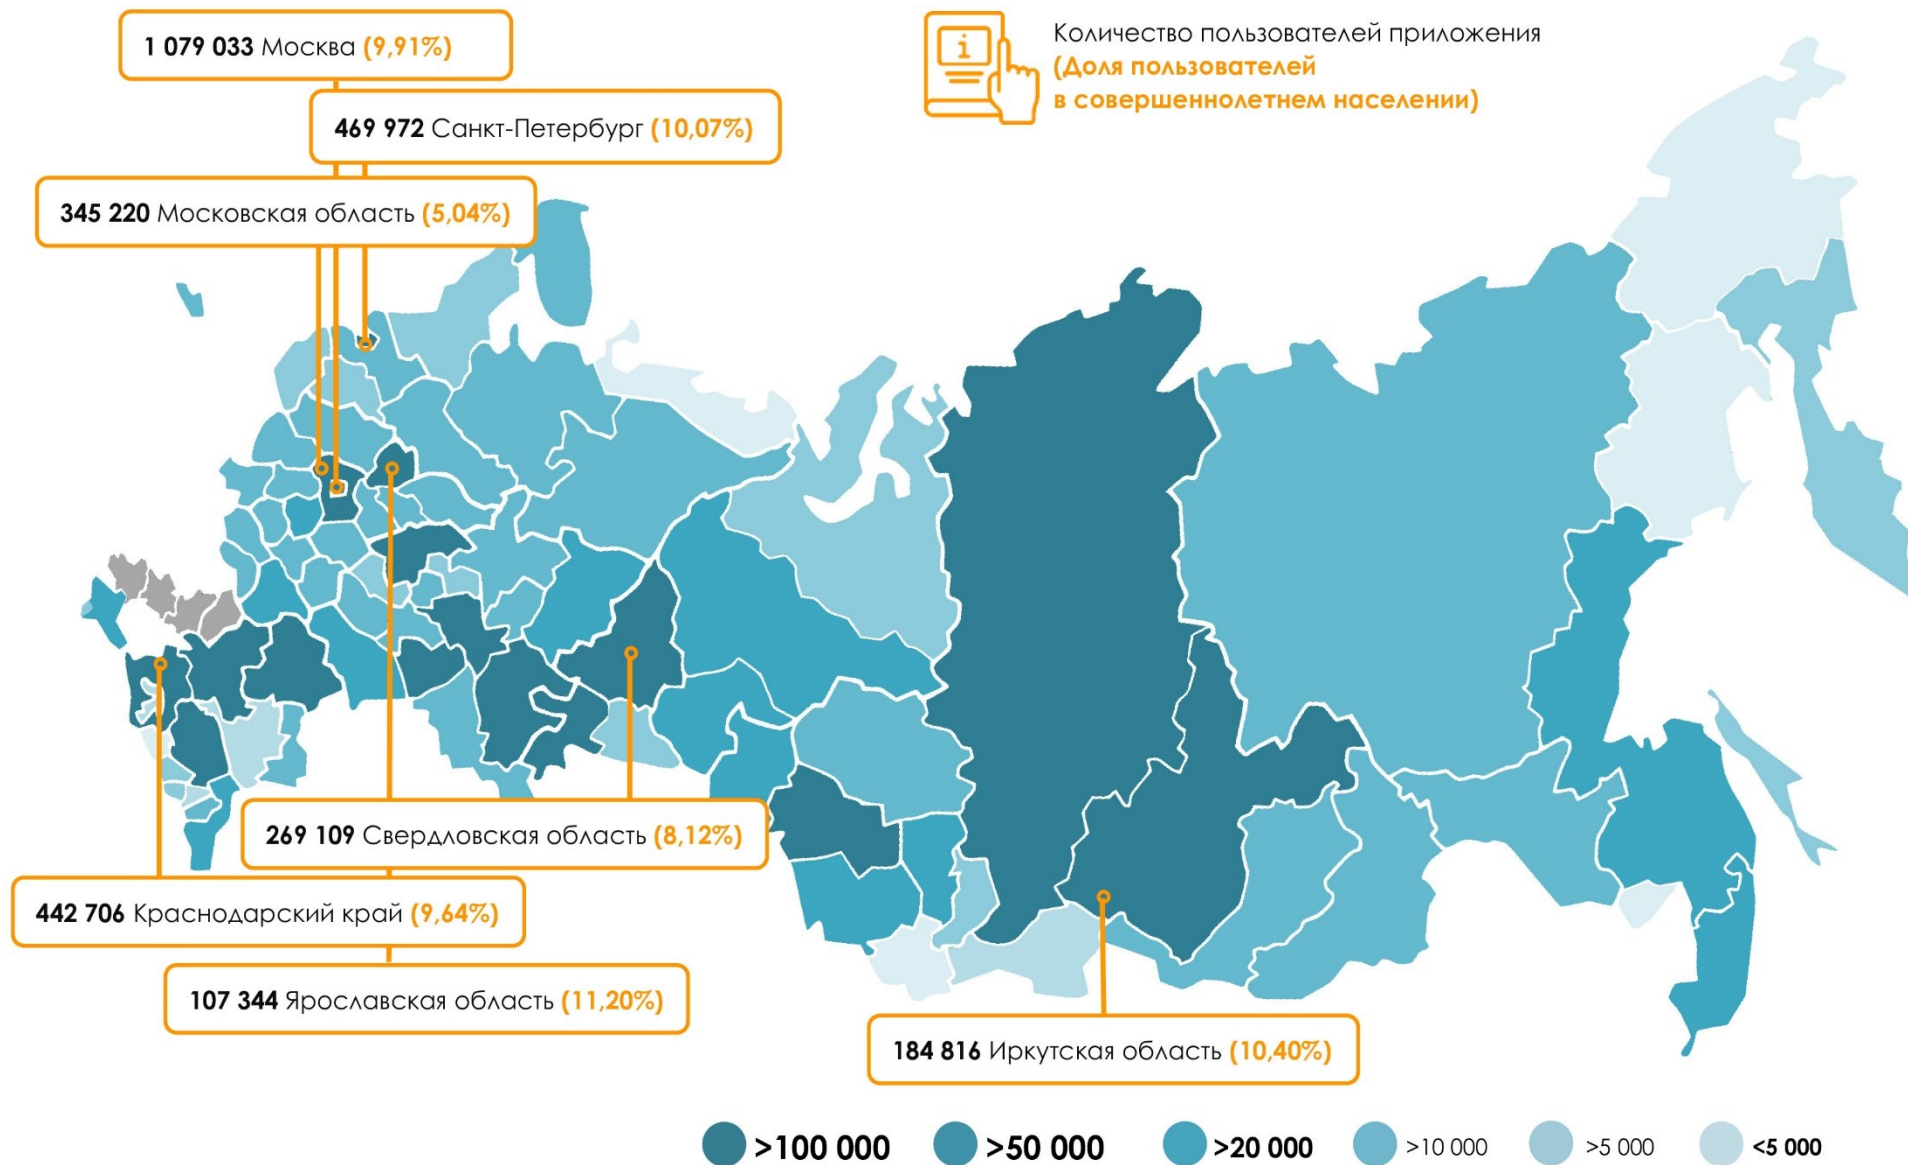 1 079 033 Москва (9,91%)
469 972 Санкт-Петербург (10,07%)
345 220 Московская область (5,04%)
i
Количество пользователей приложения
(Доля пользователей
в совершеннолетнем населении)
269 109 Свердловская область (8,12%)
442 706 Краснодарский край (9,64%)
107 344 Ярославская область (11,20%)
184 816 Иркутская область (10,40%)
>100 000 >50 000 >20 000 >10 000 >5 000 <5 000